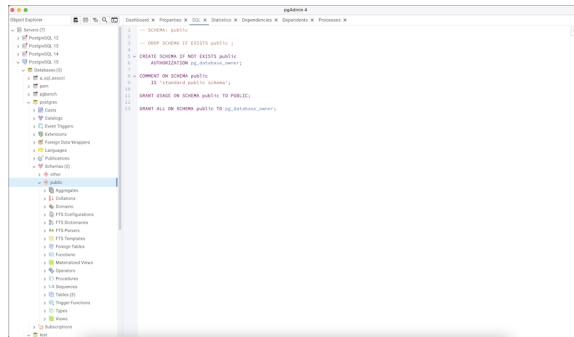 pgAdmin 4
Object Explorer
Dashboard × Properties × SQL × Statistics × Dependencies × Dependents × Processes ×
Servers (7)
PostgreSQL 12
PostgreSQL 13
PostgreSQL 14
PostgreSQL 15
Databases (5)
pem
pgbench
postgres
Casts
Catalogs
Event Triggers
Extensions
Foreign Data Wrappers
Languages
Publications
Schemas (2)
other
public
Aggregates
Collations
Domains
FTS Configurations
FTS Dictionaries
FTS Parsers
FTS Templates
Foreign Tables
Functions
Materialized Views
Operators
Procedures
1..3 Sequences
Tables
Trigger Functions
Types
Views
Subscriptions
test
1 -- SCHEMA: public
2
3 -- DROP SCHEMA IF EXISTS public ;
4
5 CREATE SCHEMA IF NOT EXISTS public
6 AUTHORIZATION pg_database_owner;
7
8 COMMENT ON SCHEMA public
9 IS 'standard public schema';
10
11 GRANT USAGE ON SCHEMA public TO PUBLIC;
12
13 GRANT ALL ON SCHEMA public TO pg_database_owner;